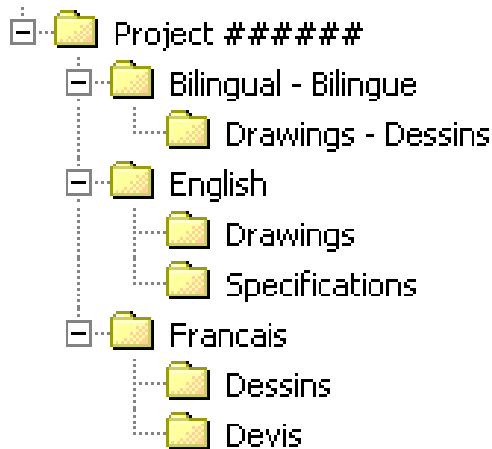 Project ######
Bilingual - Bilingue
Drawings - Dessins
English
Drawings
Specifications
Francais
Dessins
Devis